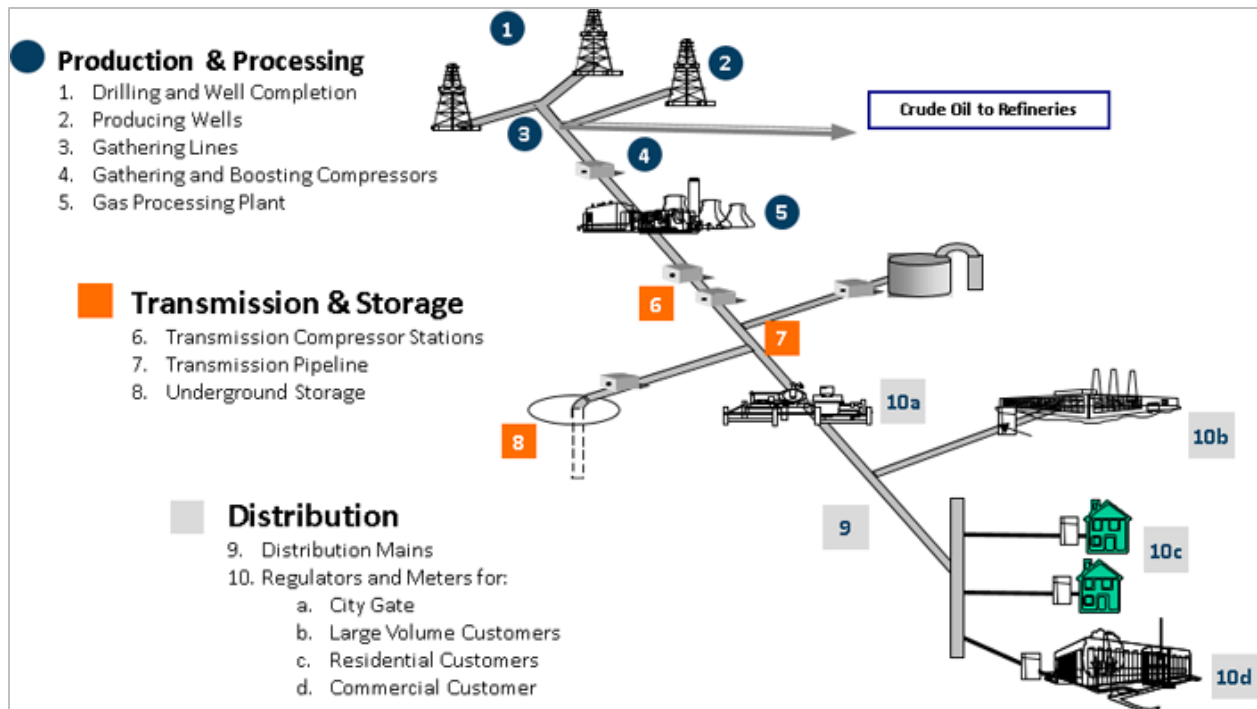 Production & Processing
1. Drilling and Well Completion
2. Producing Wells
3. Gathering Lines
4. Gathering and Boosting Compressors
5. Gas Processing Plant
1
2
3
4
5
Crude Oil to Refineries
Transmission & Storage
6. Transmission Compressor Stations
7. Transmission Pipeline
8. Underground Storage
6
7
8
Distribution
9. Distribution Mains
10. Regulators and Meters for:
a. City Gate
b. Large Volume Customers
c. Residential Customers
d. Commercial Customer
10a
10b
9
10c
10d